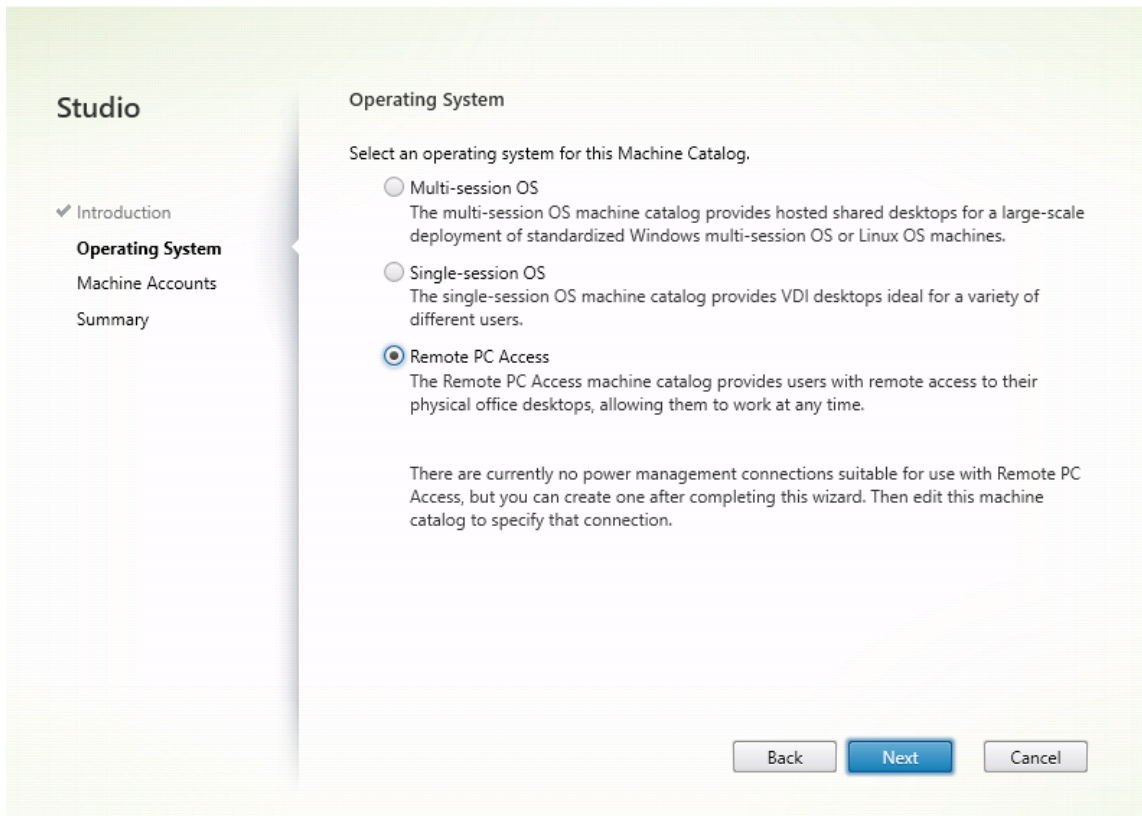 Studio
✔ Introduction
Operating System
Machine Accounts
Summary
Operating System
Select an operating system for this Machine Catalog.
Multi-session OS
The multi-session OS machine catalog provides hosted shared desktops for a large-scale
deployment of standardized Windows multi-session OS or Linux OS machines.
Single-session OS
The single-session OS machine catalog provides VDI desktops ideal for a variety of
different users.
Remote PC Access
The Remote PC Access machine catalog provides users with remote access to their
physical office desktops, allowing them to work at any time.
There are currently no power management connections suitable for use with Remote PC
Access, but you can create one after completing this wizard. Then edit this machine
catalog to specify that connection.
Back Next Cancel